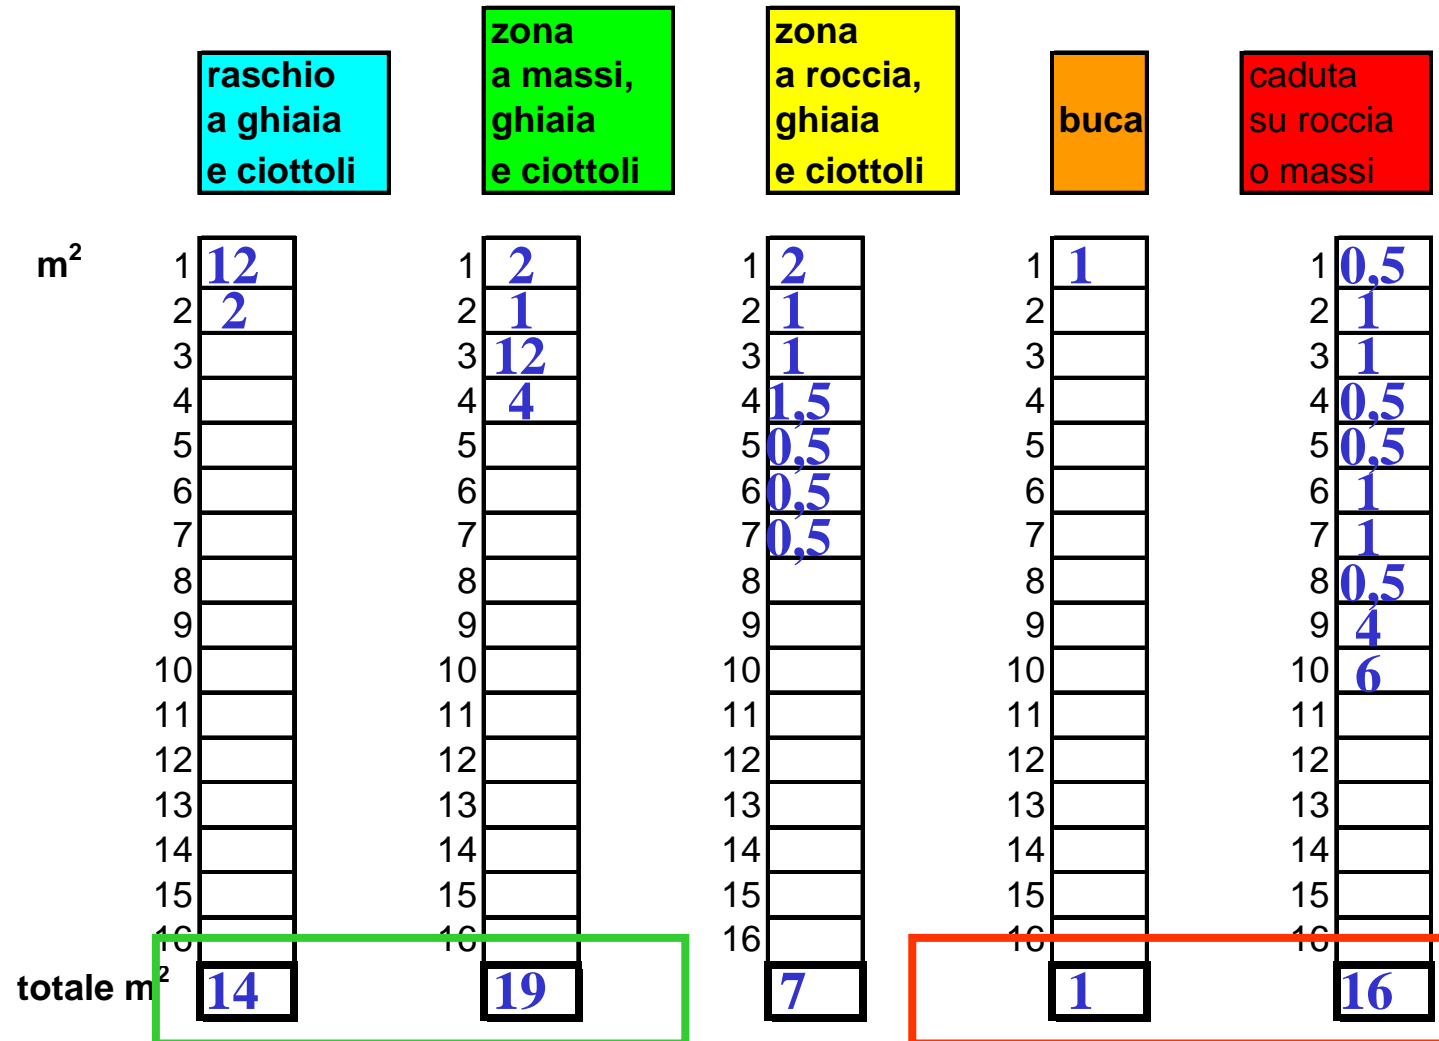 raschio
a ghiaia
e ciottoli
zona
a massi,
ghiaia
e ciottoli
zona
a roccia,
ghiaia
e ciottoli
buca
caduta
su roccia
o massi
m²
1 12 1 2 1 2 1 1 1 0,5
2 2 2 1 2 1 2 2 1
3 3 12 3 1 3 3 1
4 4 4 4 1,5 4 4 0,5
5 5 5 0,5 5 5 0,5
6 6 6 0,5 6 6 1
7 7 7 0,5 7 7 1
8 8 8 8 8 0,5
9 9 9 9 9 4
10 10 10 10 10 6
11 11 11 11 11
12 12 12 12 12
13 13 13 13 13
14 14 14 14 14
15 15 15 15 15
16 16 16 16 16
totale m² 14 19 7 1 16